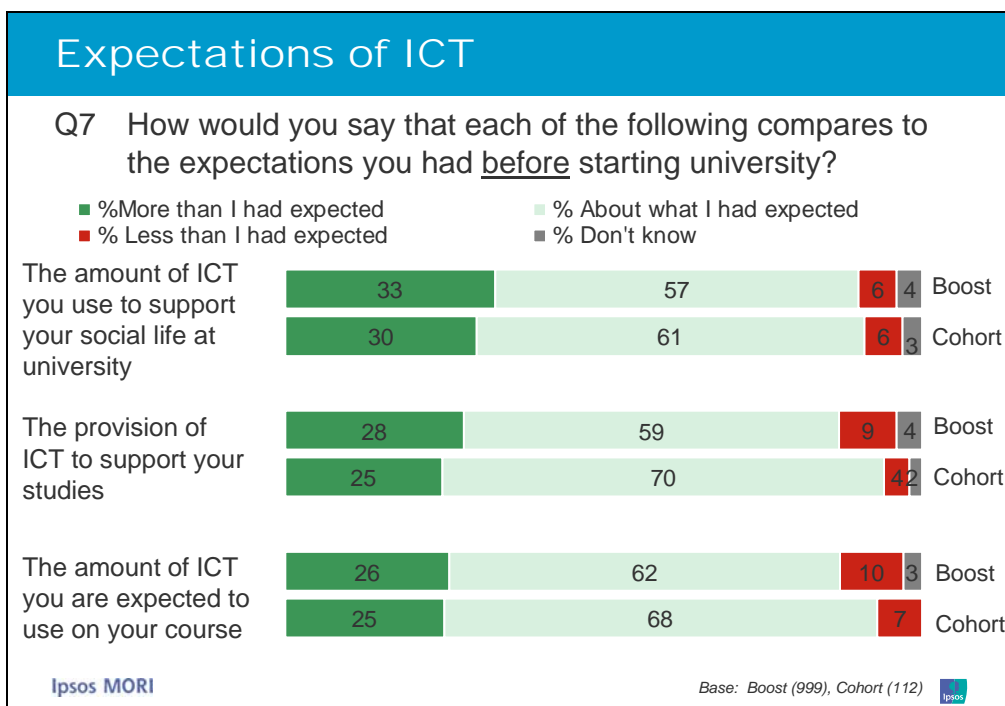 Expectations of ICT
Q7 How would you say that each of the following compares to
the expectations you had before starting university?
%More than I had expected
% About what I had expected
% Less than I had expected
% Don't know
The amount of ICT
you use to support
your social life at
university
33 57 6 4 Boost
30 61 6 3 Cohort
The provision of
ICT to support your
studies
28 59 9 4 Boost
25 70 4 2 Cohort
The amount of ICT
you are expected to
use on your course
26 62 10 3 Boost
25 68 7 Cohort
Ipsos MORI
Base: Boost (999), Cohort (112)
Ipsos